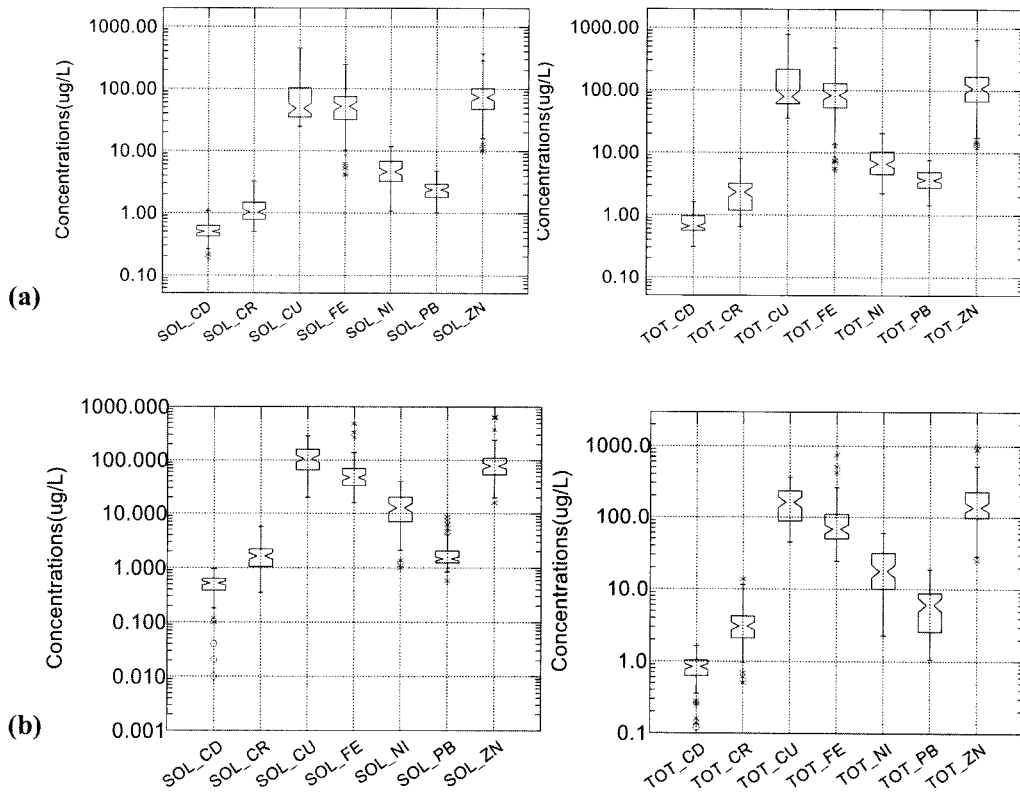 Concentrations(ug/L)
1000.00
100.00
10.00
1.00
0.10
SOL_CD
SOL_CR
SOL_CU
SOL_FE
SOL_NI
SOL_PB
SOL_ZN
Concentrations(ug/L)
1000.00
100.00
10.00
1.00
0.10
TOT_CD
TOT_CR
TOT_CU
TOT_FE
TOT_NI
TOT_PB
TOT_ZN
(a)
Concentrations(ug/L)
1000.000
100.000
10.000
1.000
0.100
0.010
0.001
SOL_CD
SOL_CR
SOL_CU
SOL_FE
SOL_NI
SOL_PB
SOL_ZN
Concentrations(ug/L)
1000.0
100.0
10.0
1.0
0.1
TOT_CD
TOT_CR
TOT_CU
TOT_FE
TOT_NI
TOT_PB
TOT_ZN
(b)